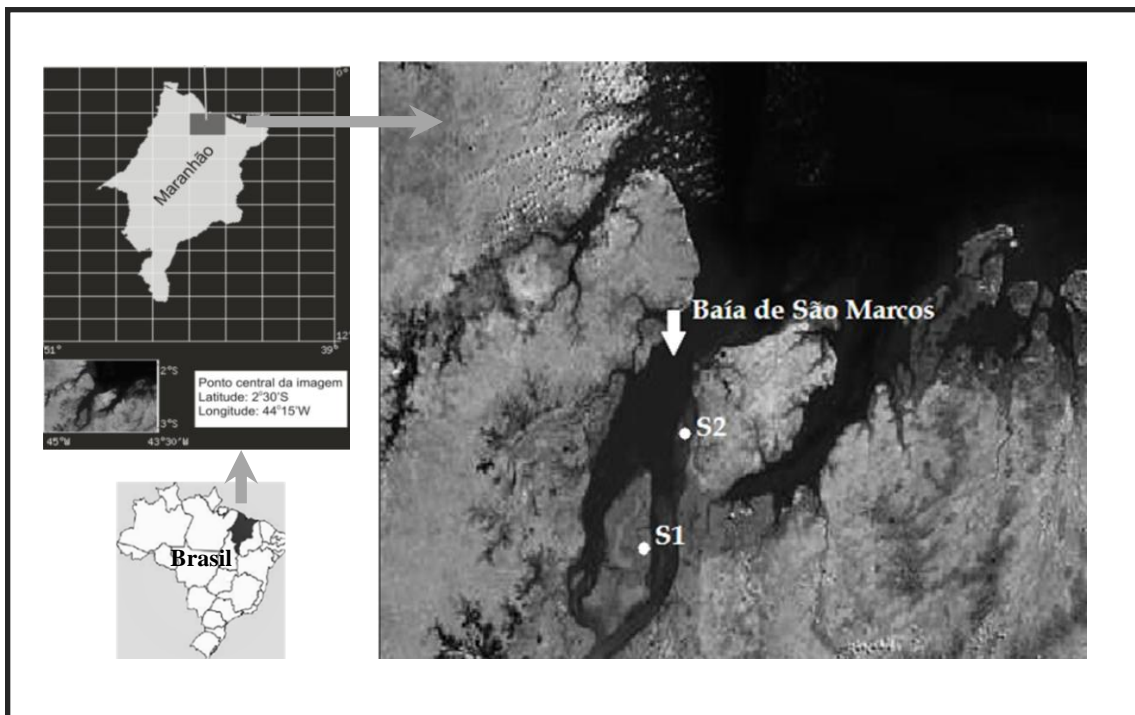 0°
Maranhão
12°
51°
39°
2°S
3°S
45°W
43°30'W
Ponto central da imagem
Latitude: 2°30'S
Longitude: 44°15'W
Brasil
Baía de São Marcos
S2
S1